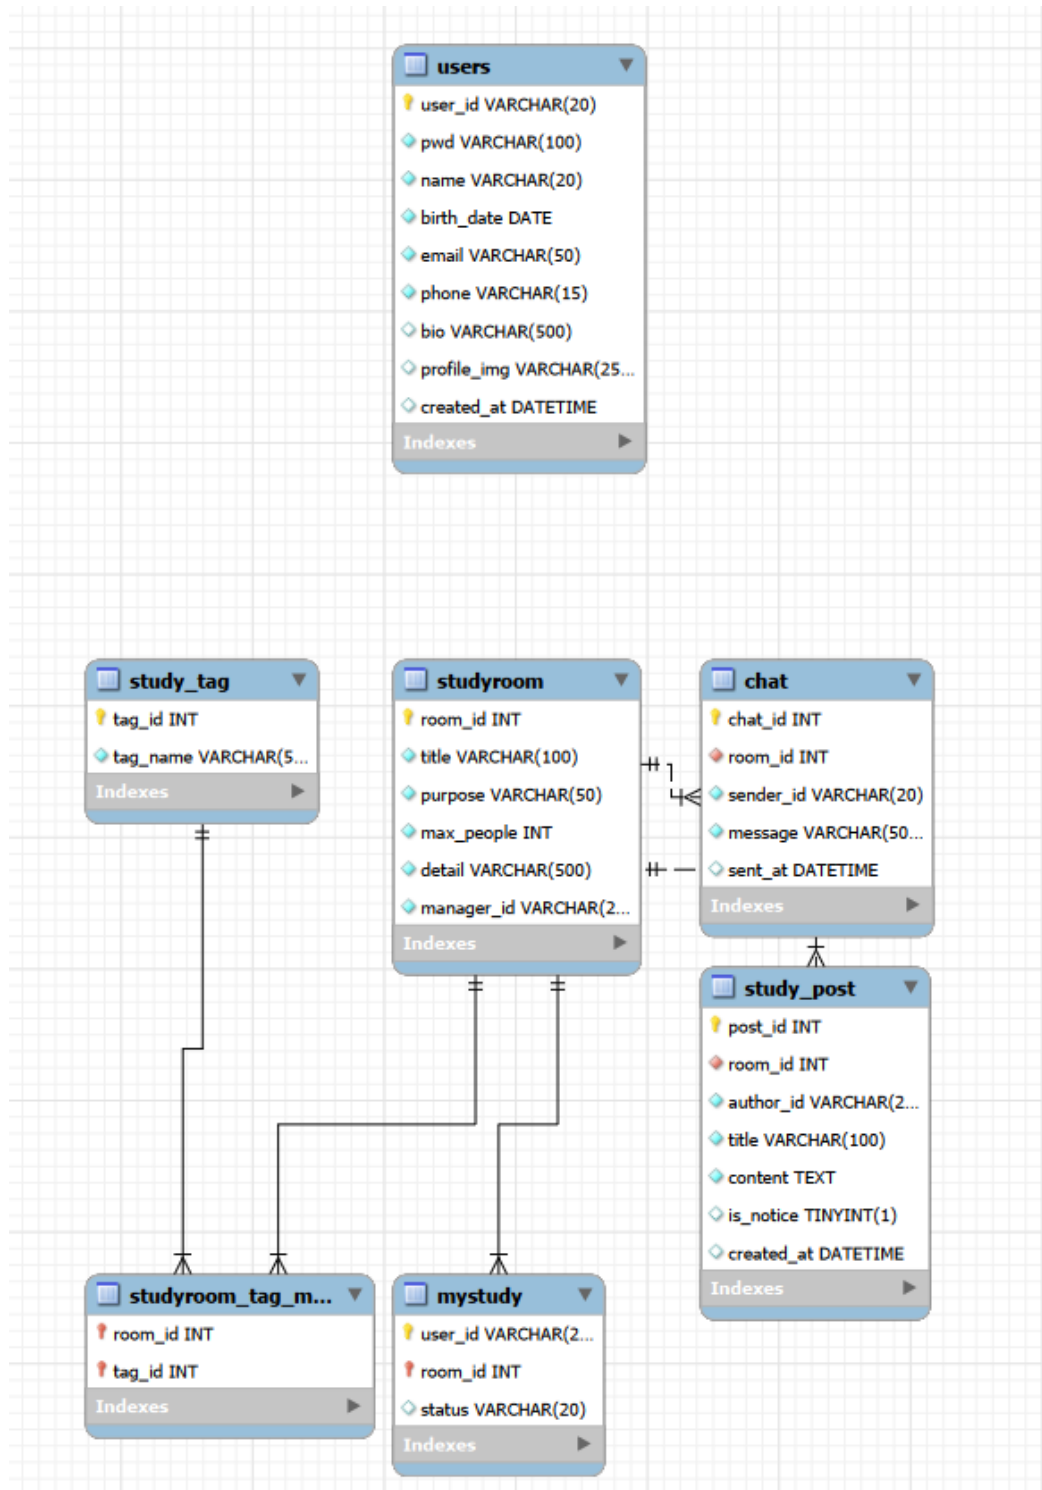 users
user_id VARCHAR(20)
pwd VARCHAR(100)
name VARCHAR(20)
birth_date DATE
email VARCHAR(50)
phone VARCHAR(15)
bio VARCHAR(500)
profile_img VARCHAR(25...
created_at DATETIME
Indexes
study_tag
tag_id INT
tag_name VARCHAR(5...
Indexes
studyroom
room_id INT
title VARCHAR(100)
purpose VARCHAR(50)
max_people INT
detail VARCHAR(500)
manager_id VARCHAR(2...
Indexes
chat
chat_id INT
room_id INT
sender_id VARCHAR(20)
message VARCHAR(50...
sent_at DATETIME
Indexes
study_post
post_id INT
room_id INT
author_id VARCHAR(2...
title VARCHAR(100)
content TEXT
is_notice TINYINT(1)
created_at DATETIME
Indexes
studyroom_tag_m...
room_id INT
tag_id INT
Indexes
mystudy
user_id VARCHAR(2...
room_id INT
status VARCHAR(20)
Indexes